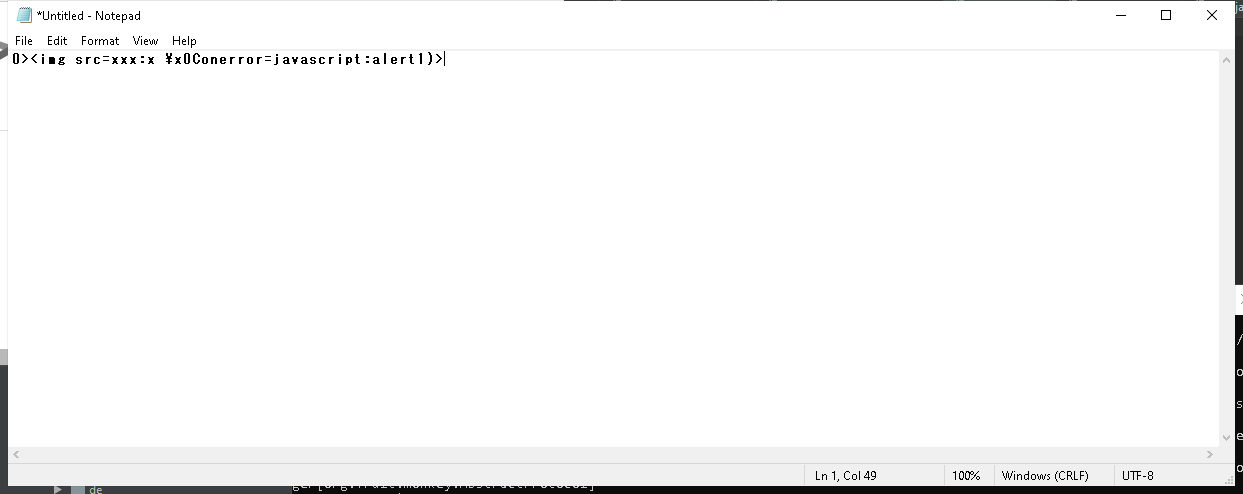 *Untitled - Notepad
File Edit Format View Help
0><img src=xxx:x ¥x0Conerror=javascript:alert1)>
Ln 1, Col 49 100% Windows (CRLF) UTF-8
de